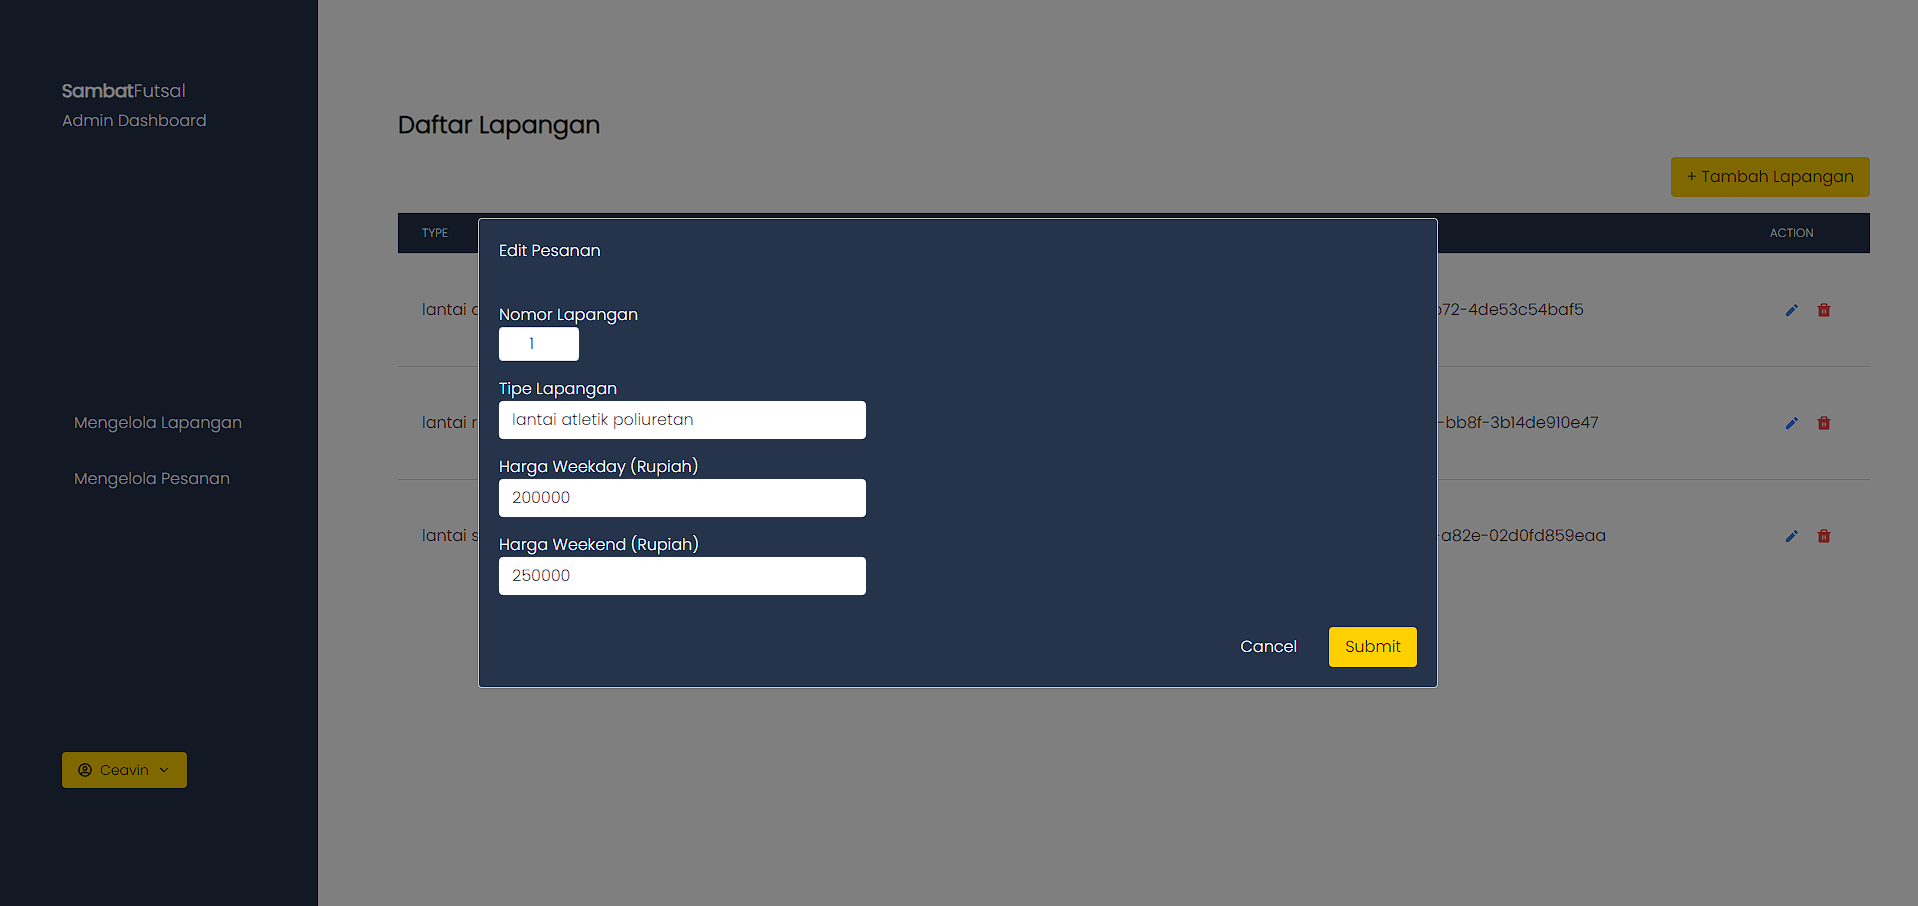 SambatFutsal
Admin Dashboard
Mengelola Lapangan
Mengelola Pesanan
Ceavin
Daftar Lapangan
+ Tambah Lapangan
TYPE
ACTION
lantai
72-4de53c54baf5
lantai
-bb8f-3b14de910e47
lantai
-a82e-02d0fd859eaa
Edit Pesanan
Nomor Lapangan
1
Tipe Lapangan
lantai atletik poliuretan
Harga Weekday (Rupiah)
200000
Harga Weekend (Rupiah)
250000
Cancel
Submit